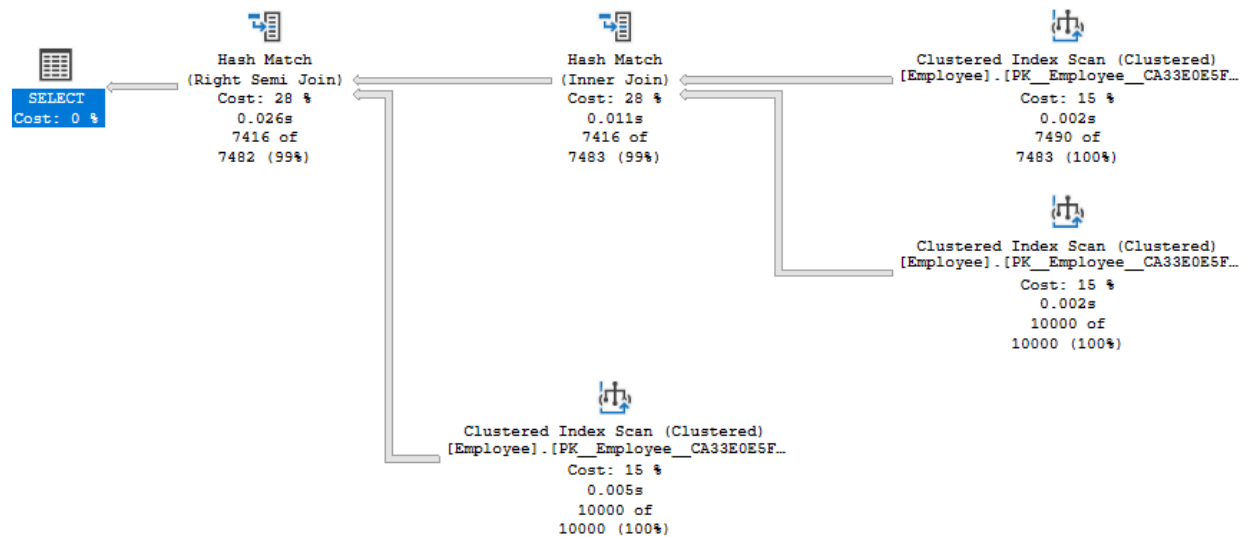 SELECT
Cost: 0 %
Hash Match
(Right Semi Join)
Cost: 28 %
0.026s
7416 of
7482 (99%)
Hash Match
(Inner Join)
Cost: 28 %
0.011s
7416 of
7483 (99%)
Clustered Index Scan (Clustered)
[Employee].[PK__Employee__CA33E0E5F…
Cost: 15 %
0.002s
7490 of
7483 (100%)
Clustered Index Scan (Clustered)
[Employee].[PK__Employee__CA33E0E5F…
Cost: 15 %
0.002s
10000 of
10000 (100%)
Clustered Index Scan (Clustered)
[Employee].[PK__Employee__CA33E0E5F…
Cost: 15 %
0.005s
10000 of
10000 (100%)